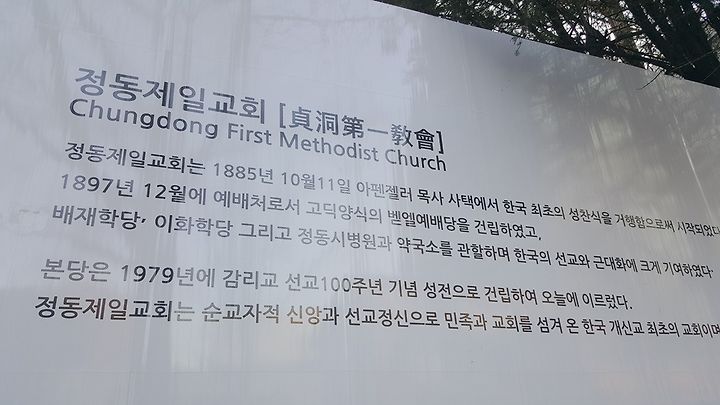 정동제일교회 [貞洞第一敎會]
Chungdong First Methodist Church
정동제일교회는 1885년 10월11일 아펜젤러 목사 사택에서 한국 최초의 성찬식을 거행함으로써 시작되었다
1897년 12월에 예배처로서 고딕양식의 벧엘예배당을 건립하였고,
배재학당, 이화학당 그리고 정동시병원과 약국소를 관할하며 한국의 선교와 근대화에 크게 기여하였다.
본당은 1979년에 감리교 선교100주년 기념 성전으로 건립하여 오늘에 이르렀다.
정동제일교회는 순교자적 신앙과 선교정신으로 민족과 교회를 섬겨 온 한국 개신교 최초의 교회이며